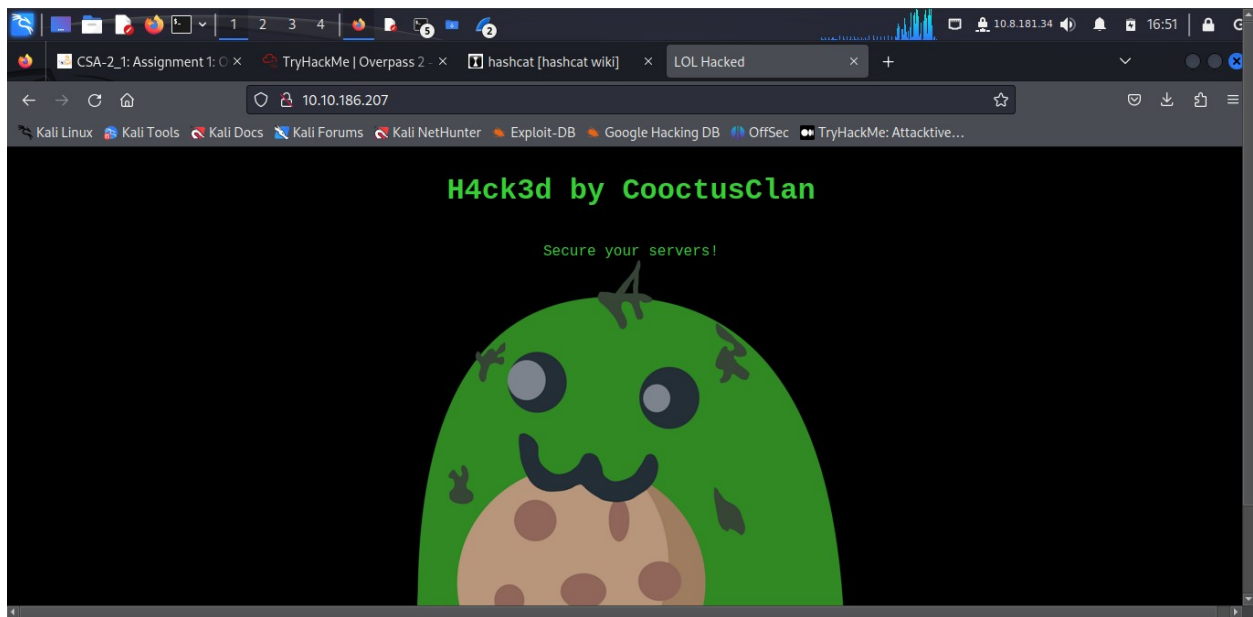 1 2 3 4 5 2 10.8.181.34 16:51 G
CSA-2_1: Assignment 1: O TryHackMe | Overpass 2 - hashcat [hashcat wiki] LOL Hacked
10.10.186.207
Kali Linux Kali Tools Kali Docs Kali Forums Kali NetHunter Exploit-DB Google Hacking DB OffSec TryHackMe: Attacktive...
H4ck3d by CooctusClan
Secure your servers!